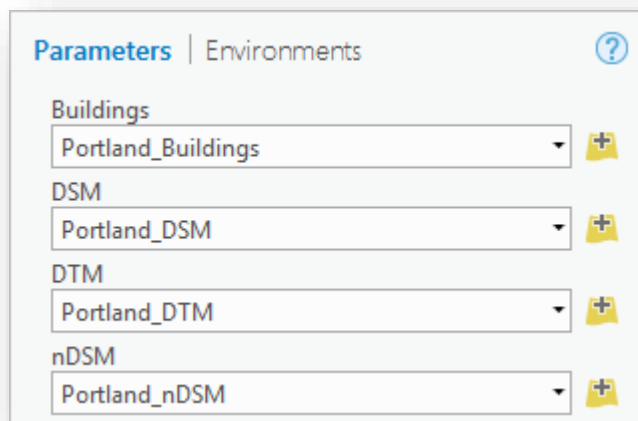 Parameters | Environments ?
Buildings
Portland_Buildings
DSM
Portland_DSM
DTM
Portland_DTM
nDSM
Portland_nDSM